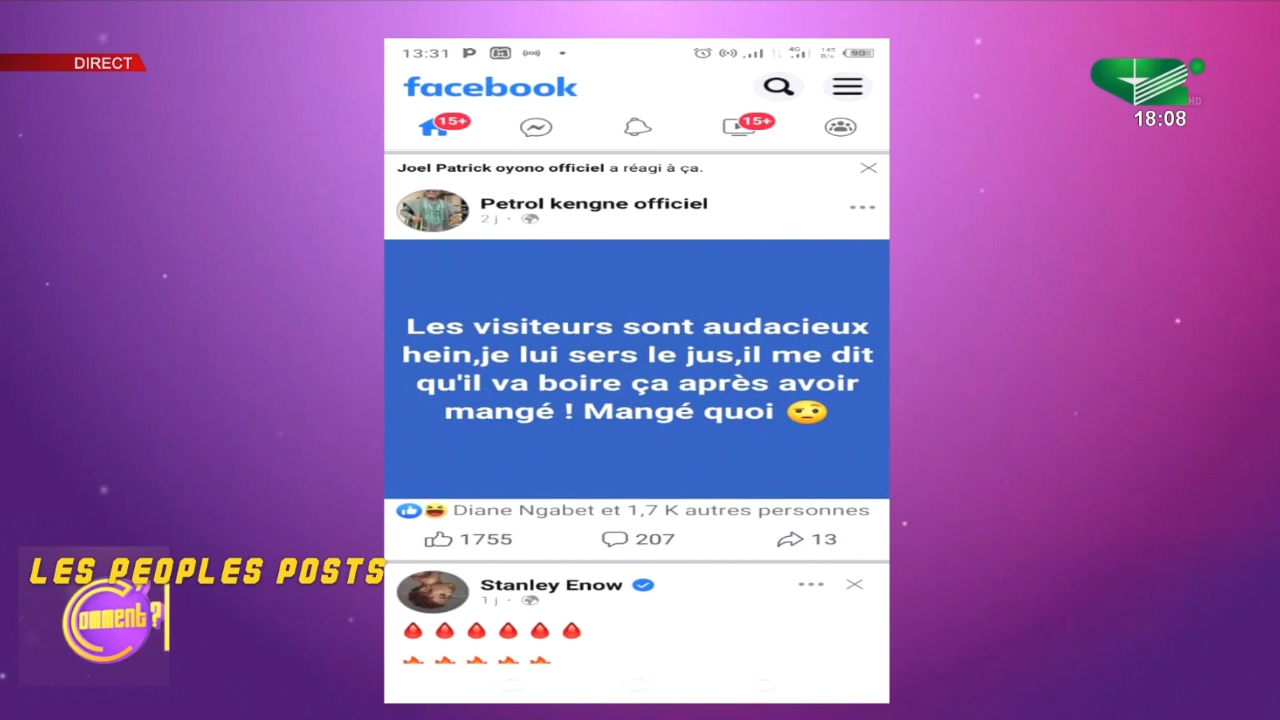 DIRECT
HD
18:08
13:31
4G
90
facebook
15+
15+
Joel Patrick oyono officiel a réagi à ça.
Petrol kengne officiel
2 j
Les visiteurs sont audacieux
hein,je lui sers le jus,il me dit
qu'il va boire ça après avoir
mangé ! Mangé quoi 🤨
Diane Ngabet et 1,7 K autres personnes
1755
207
13
Stanley Enow
1 j
LES PEOPLES POSTS
Comment ?